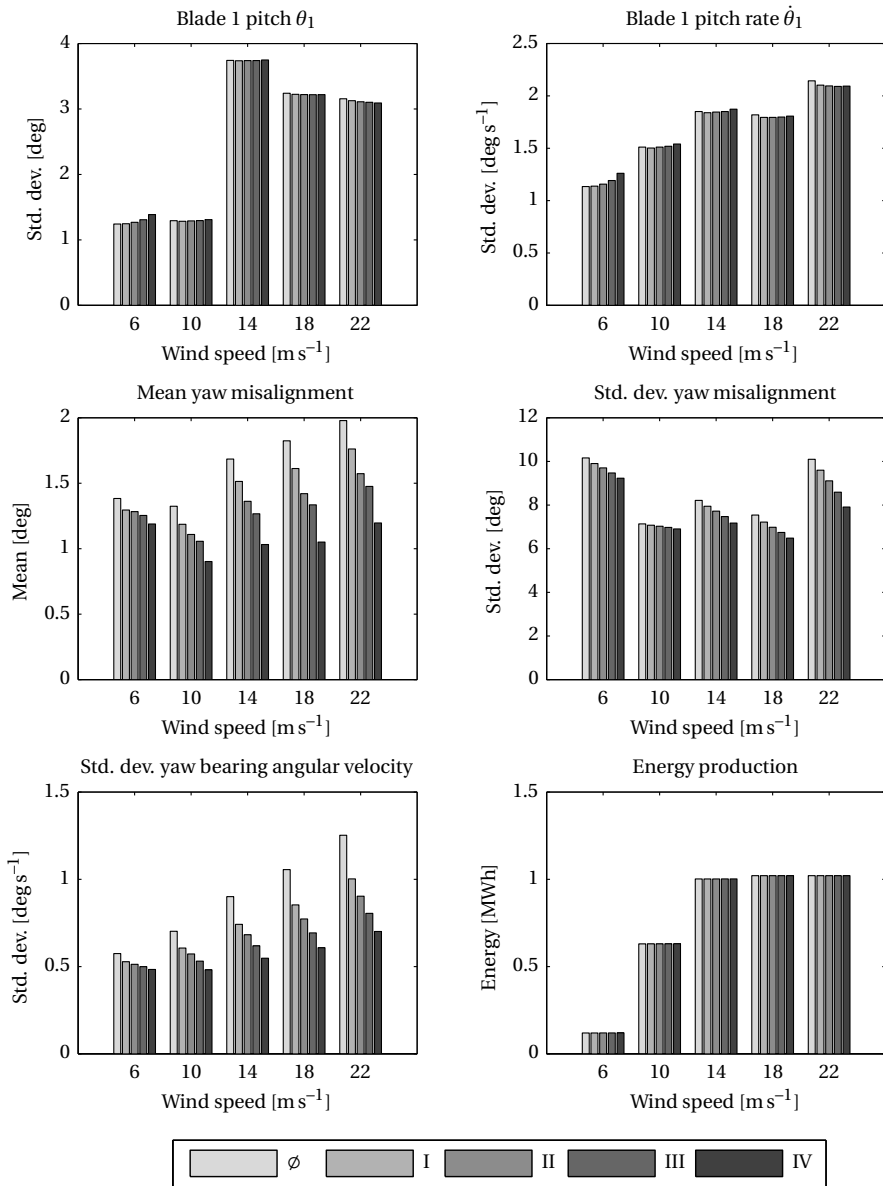 Blade 1 pitch θ₁
Std. dev. [deg]
4
3
2
1
0
6 10 14 18 22
Wind speed [m s⁻¹]
Blade 1 pitch rate θ̇₁
Std. dev. [deg s⁻¹]
2.5
2
1.5
1
0.5
0
6 10 14 18 22
Wind speed [m s⁻¹]
Mean yaw misalignment
Mean [deg]
2
1.5
1
0.5
0
6 10 14 18 22
Wind speed [m s⁻¹]
Std. dev. yaw misalignment
Std. dev. [deg]
12
10
8
6
4
2
0
6 10 14 18 22
Wind speed [m s⁻¹]
Std. dev. yaw bearing angular velocity
Std. dev. [deg s⁻¹]
1.5
1
0.5
0
6 10 14 18 22
Wind speed [m s⁻¹]
Energy production
Energy [MWh]
1.5
1
0.5
0
6 10 14 18 22
Wind speed [m s⁻¹]
∅ I II III IV